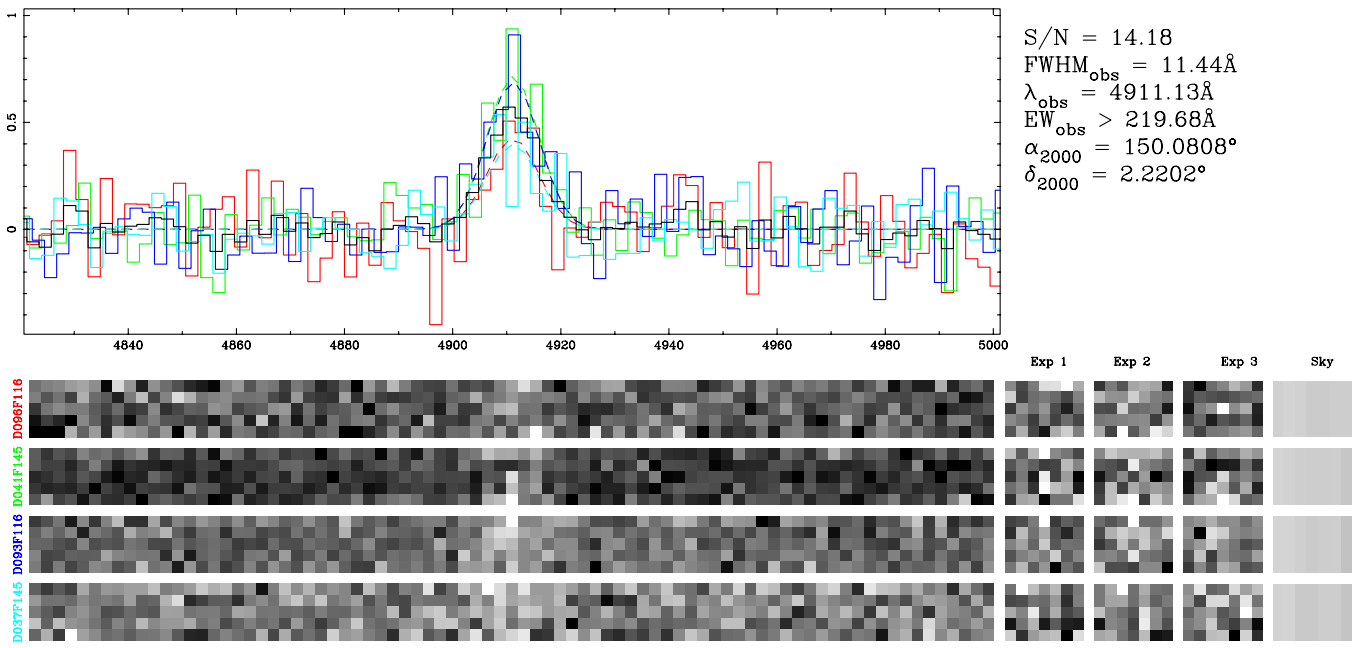 1
0.5
0
4840 4860 4880 4900 4920 4940 4960 4980 5000
S/N = 14.18
FWHM_obs = 11.44Å
λ_obs = 4911.13Å
EW_obs > 219.68Å
α_2000 = 150.0808°
δ_2000 = 2.2202°
Exp 1 Exp 2 Exp 3 Sky
D096F116
D041F145
D093F116
D037F145